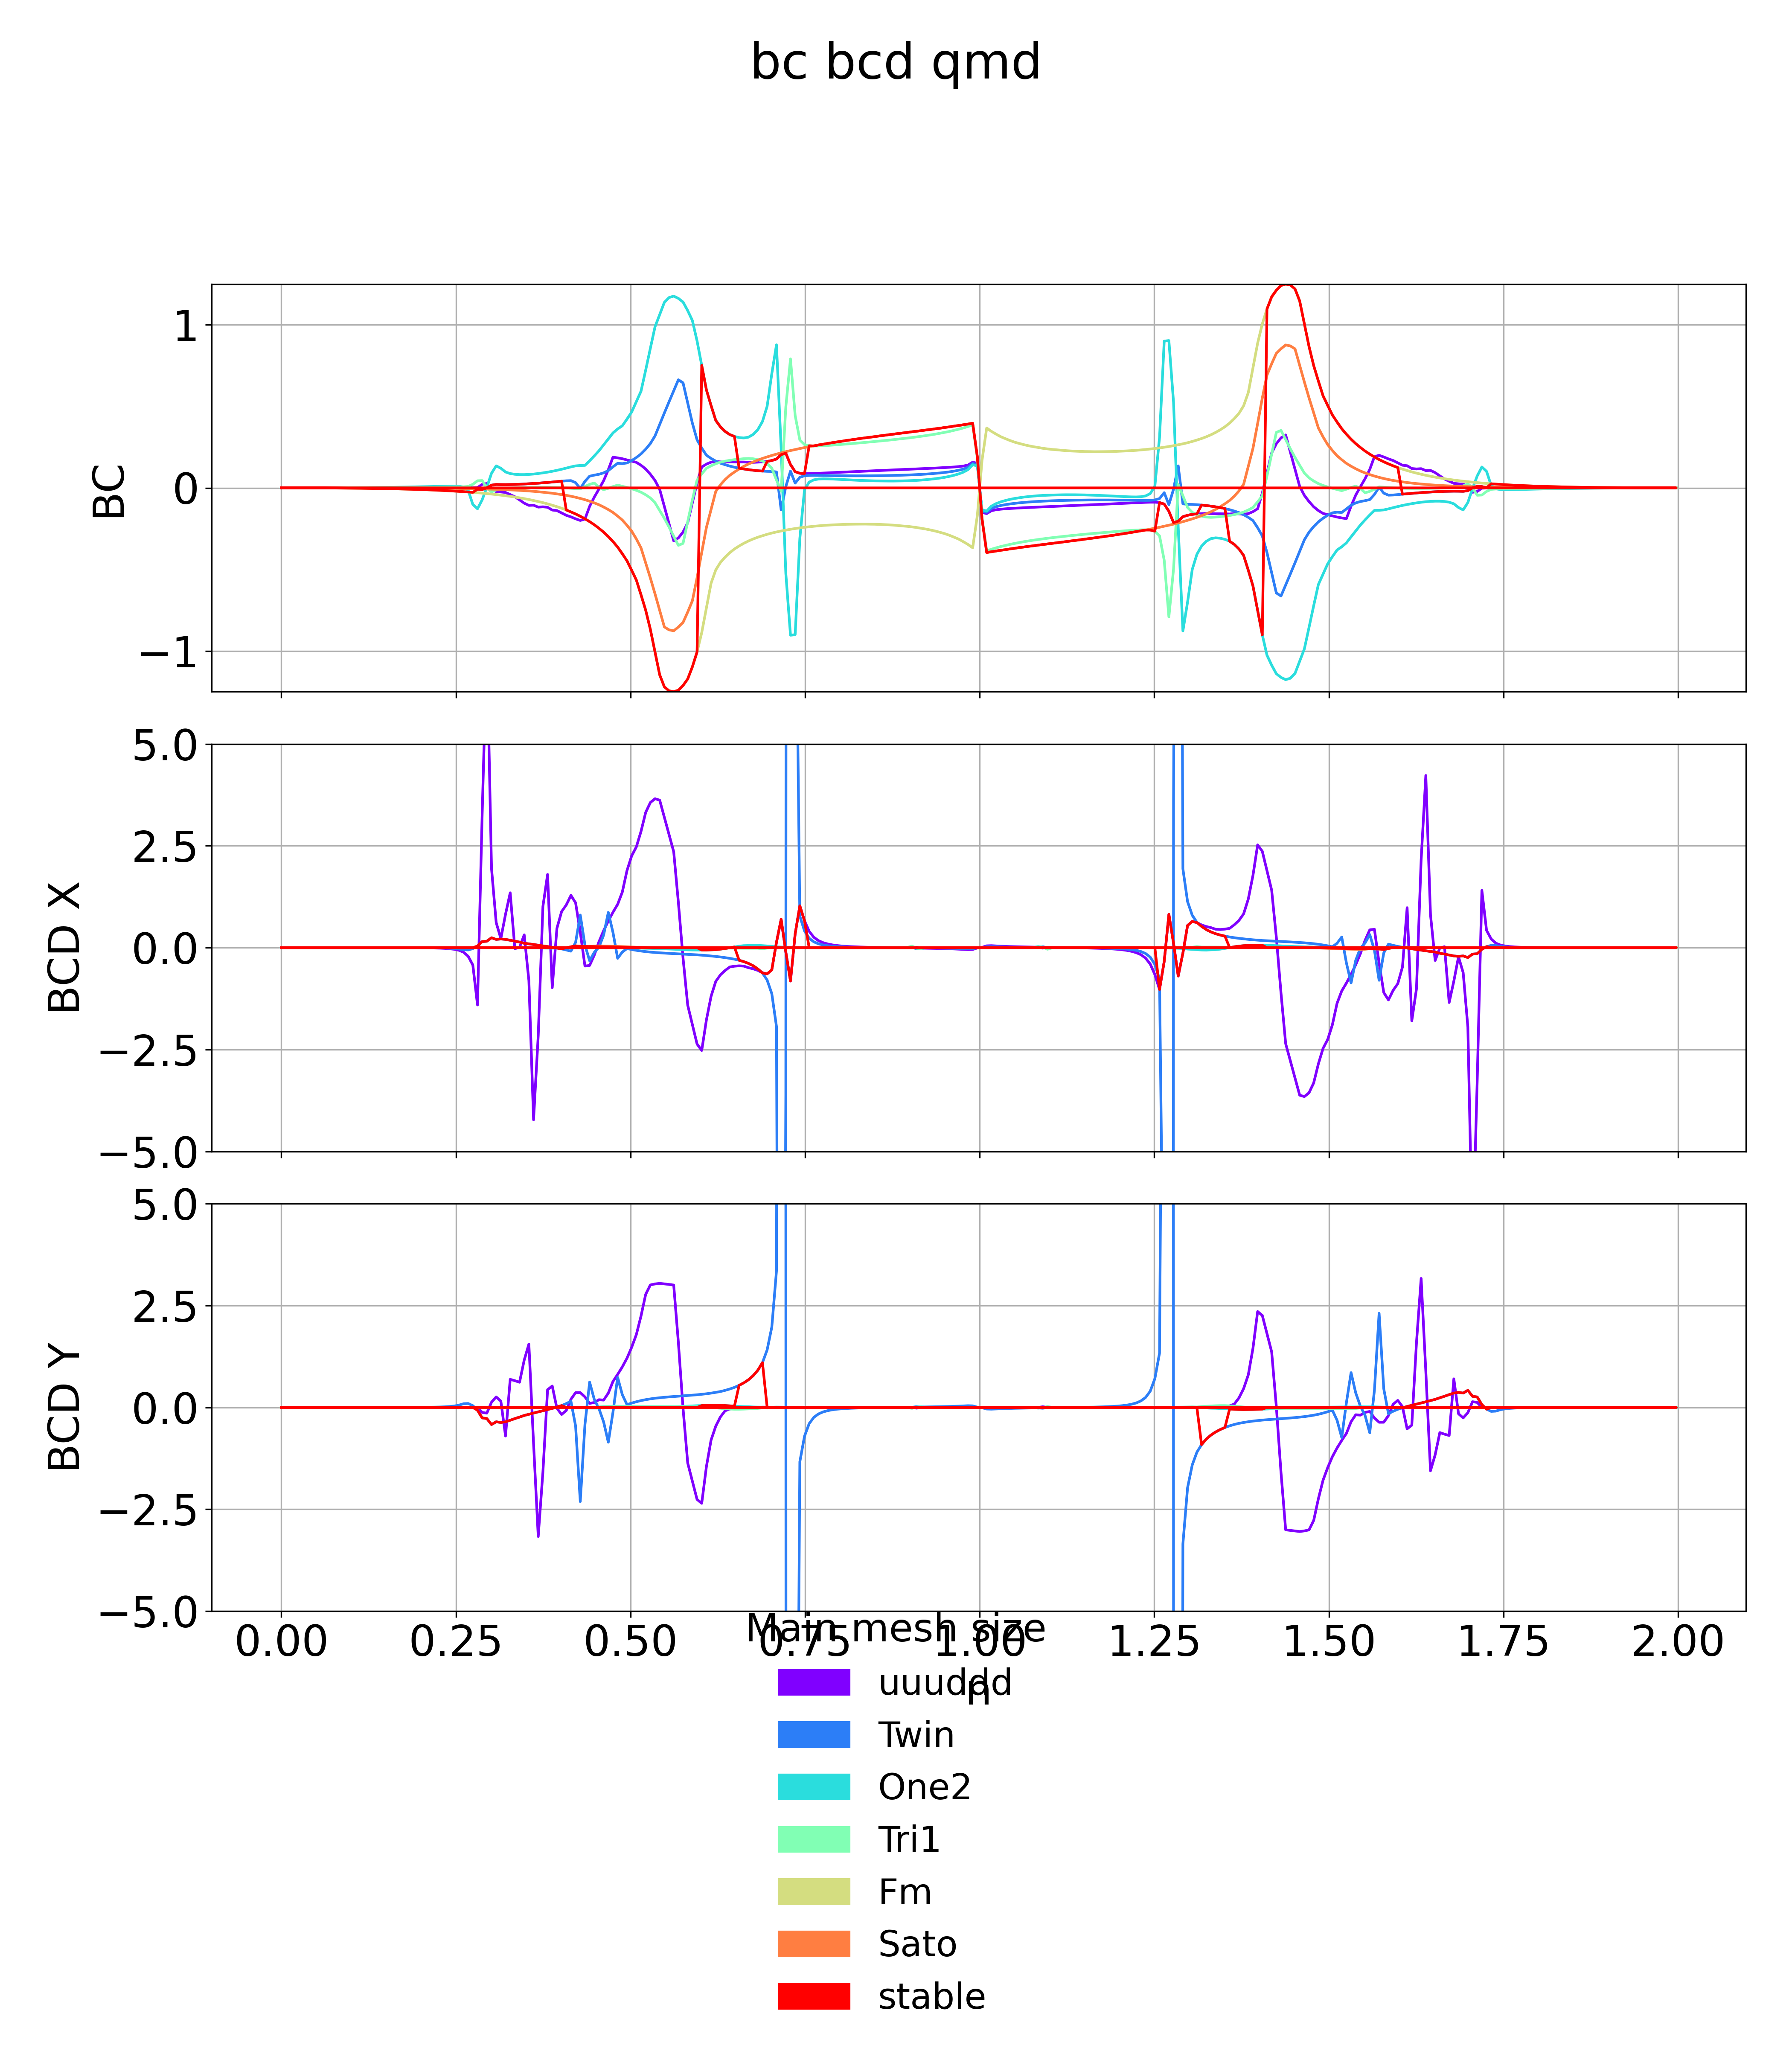 bc bcd qmd
BC
1
0
−1
BCD X
5.0
2.5
0.0
−2.5
−5.0
BCD Y
5.0
2.5
0.0
−2.5
−5.0
0.00 0.25 0.50 0.75 1.00 1.25 1.50 1.75 2.00
n
Main mesh size
uuuddd
Twin
One2
Tri1
Fm
Sato
stable